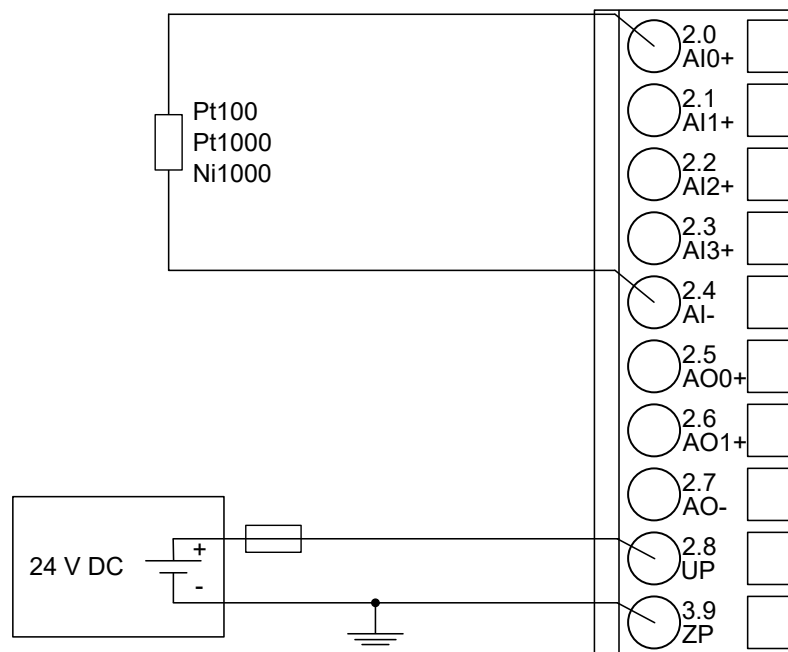 Pt100
Pt1000
Ni1000
24 V DC
+
-
2.0
AI0+
2.1
AI1+
2.2
AI2+
2.3
AI3+
2.4
AI-
2.5
AO0+
2.6
AO1+
2.7
AO-
2.8
UP
3.9
ZP